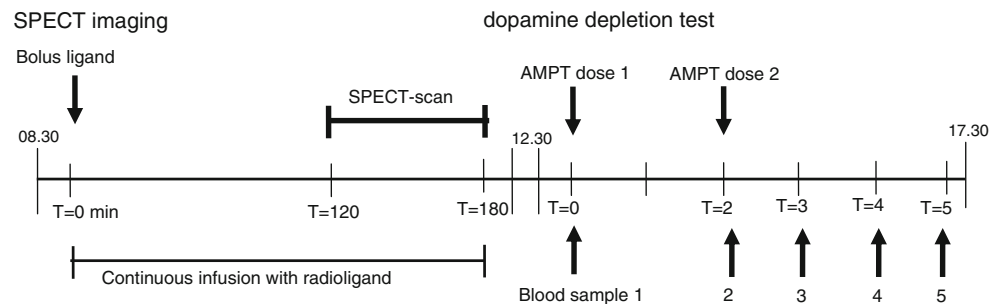 SPECT imaging
dopamine depletion test
Bolus ligand
AMPT dose 1
AMPT dose 2
SPECT-scan
08.30
12.30
17.30
T=0 min
T=120
T=180
T=0
T=2
T=3
T=4
T=5
Continuous infusion with radioligand
Blood sample 1
2
3
4
5